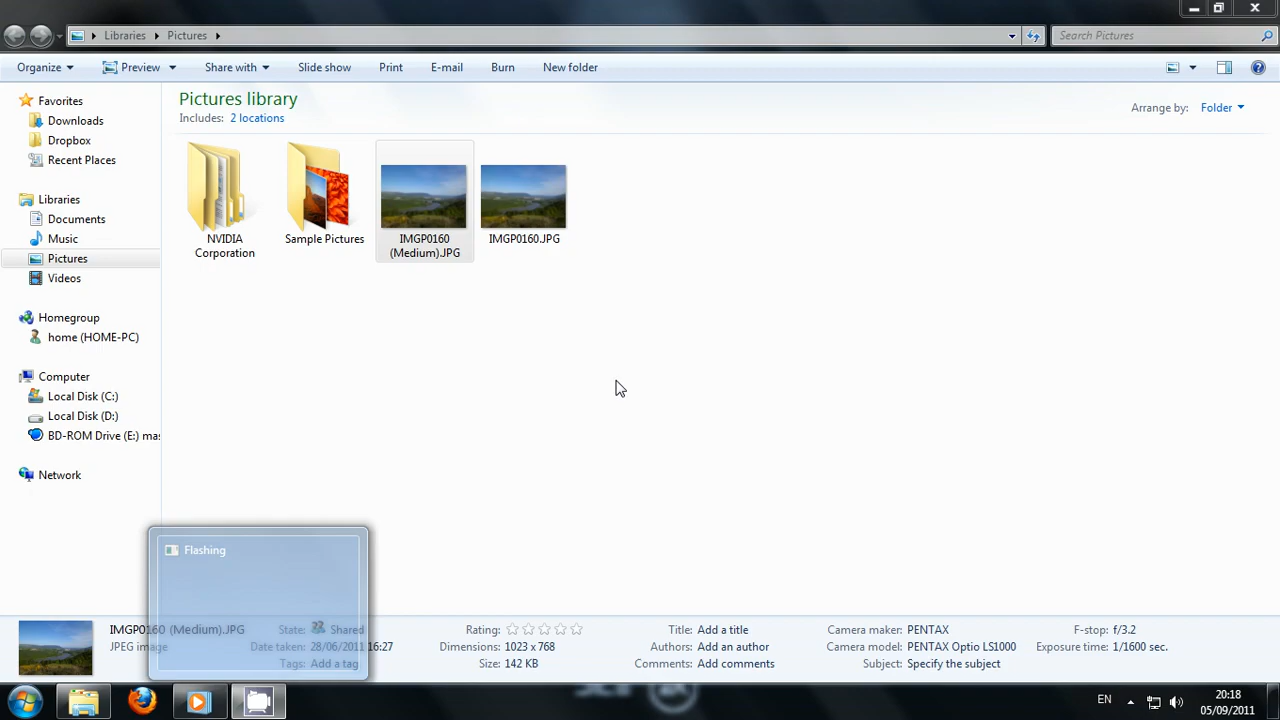 Libraries Pictures Search Pictures
Organize Preview Share with Slide show Print E-mail Burn New folder
Favorites
Downloads
Dropbox
Recent Places
Libraries
Documents
Music
Pictures
Videos
Homegroup
home (HOME-PC)
Computer
Local Disk (C:)
Local Disk (D:)
BD-ROM Drive (E:) mas
Network
Pictures library
Includes: 2 locations
Arrange by: Folder
NVIDIA
Corporation
Sample Pictures
IMGP0160
(Medium).JPG
IMGP0160.JPG
Flashing
IMGP0160 (Medium).JPG State: Shared Rating: Title: Add a title Camera maker: PENTAX F-stop: f/3.2
JPEG image Date taken: 28/06/2011 16:27 Dimensions: 1023 x 768 Authors: Add an author Camera model: PENTAX Optio LS1000 Exposure time: 1/1600 sec.
Tags: Add a tag Size: 142 KB Comments: Add comments Subject: Specify the subject
EN
20:18
05/09/2011